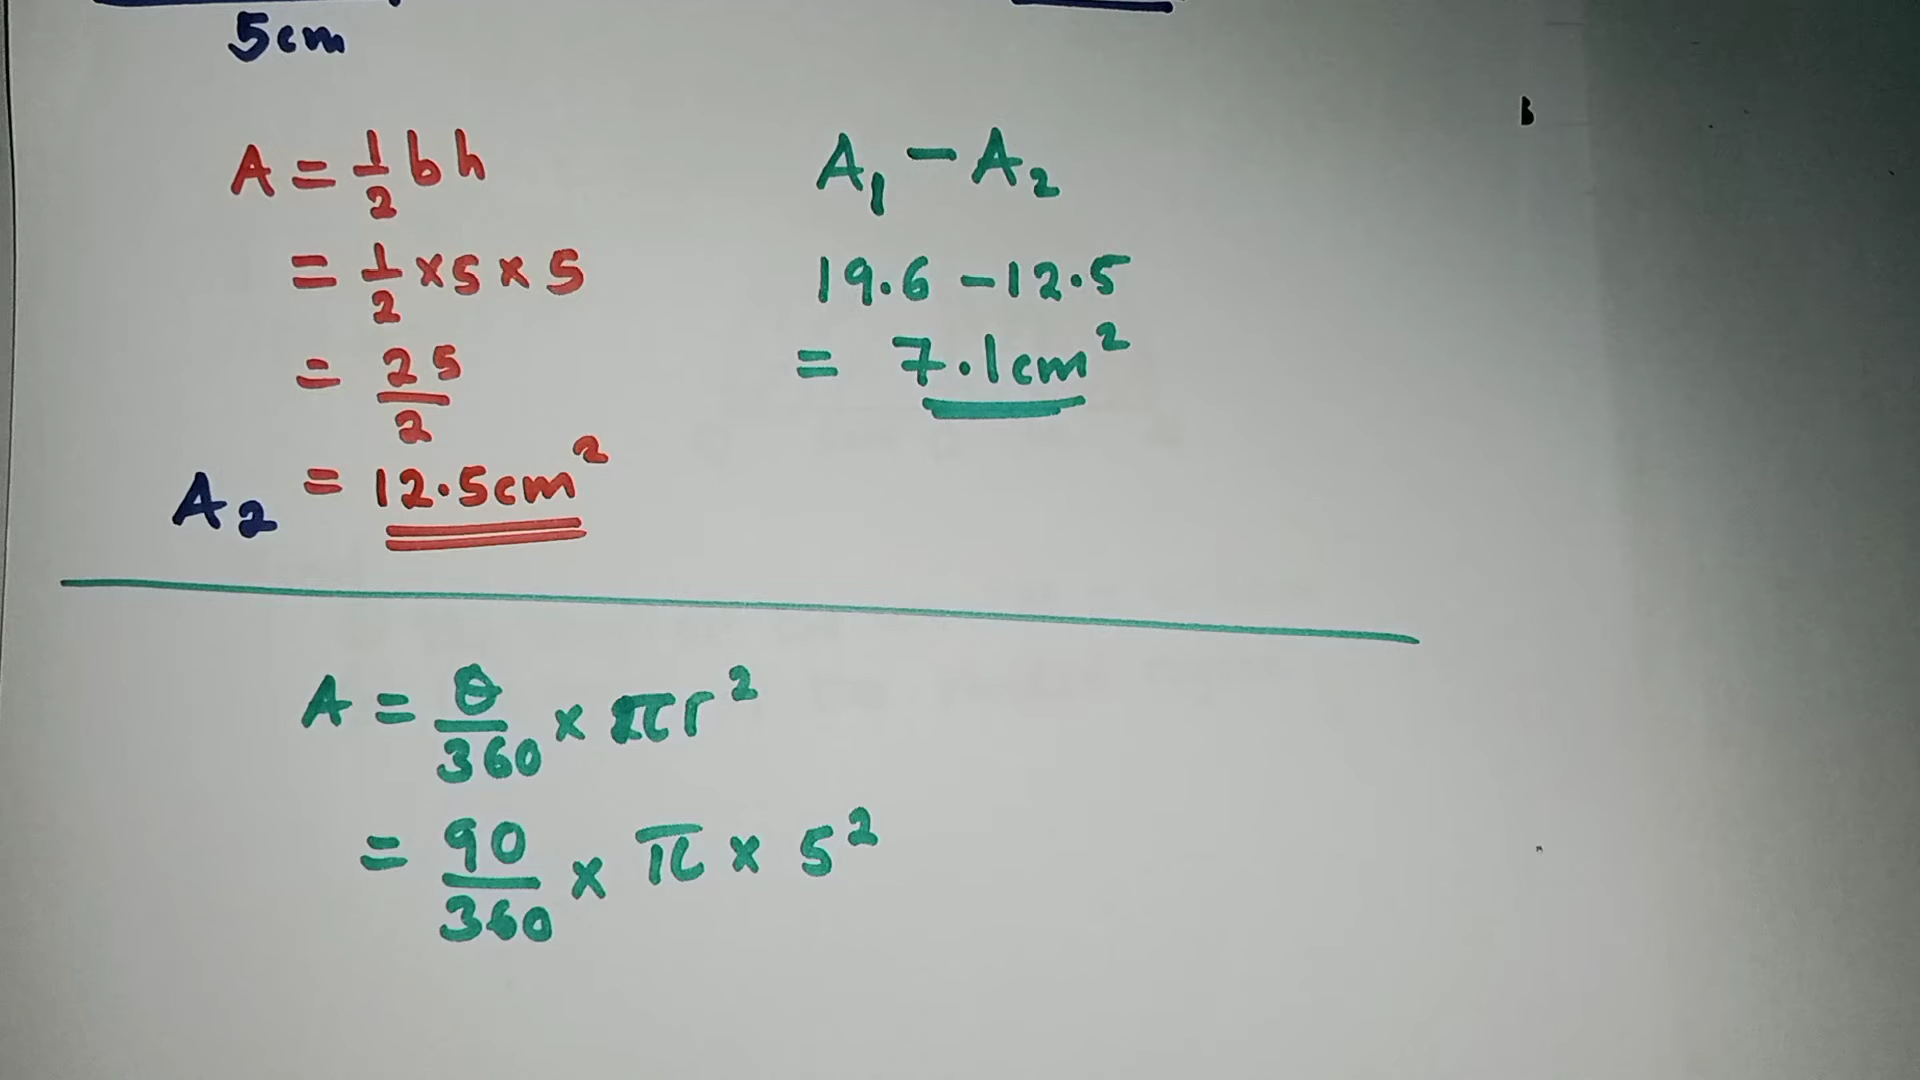 5cm
A = 1/2 bh
= 1/2 × 5 × 5
= 25/2
A₂ = 12.5cm²
A₁ - A₂
19.6 - 12.5
= 7.1cm²
A = θ/360 × πr²
= 90/360 × π × 5²